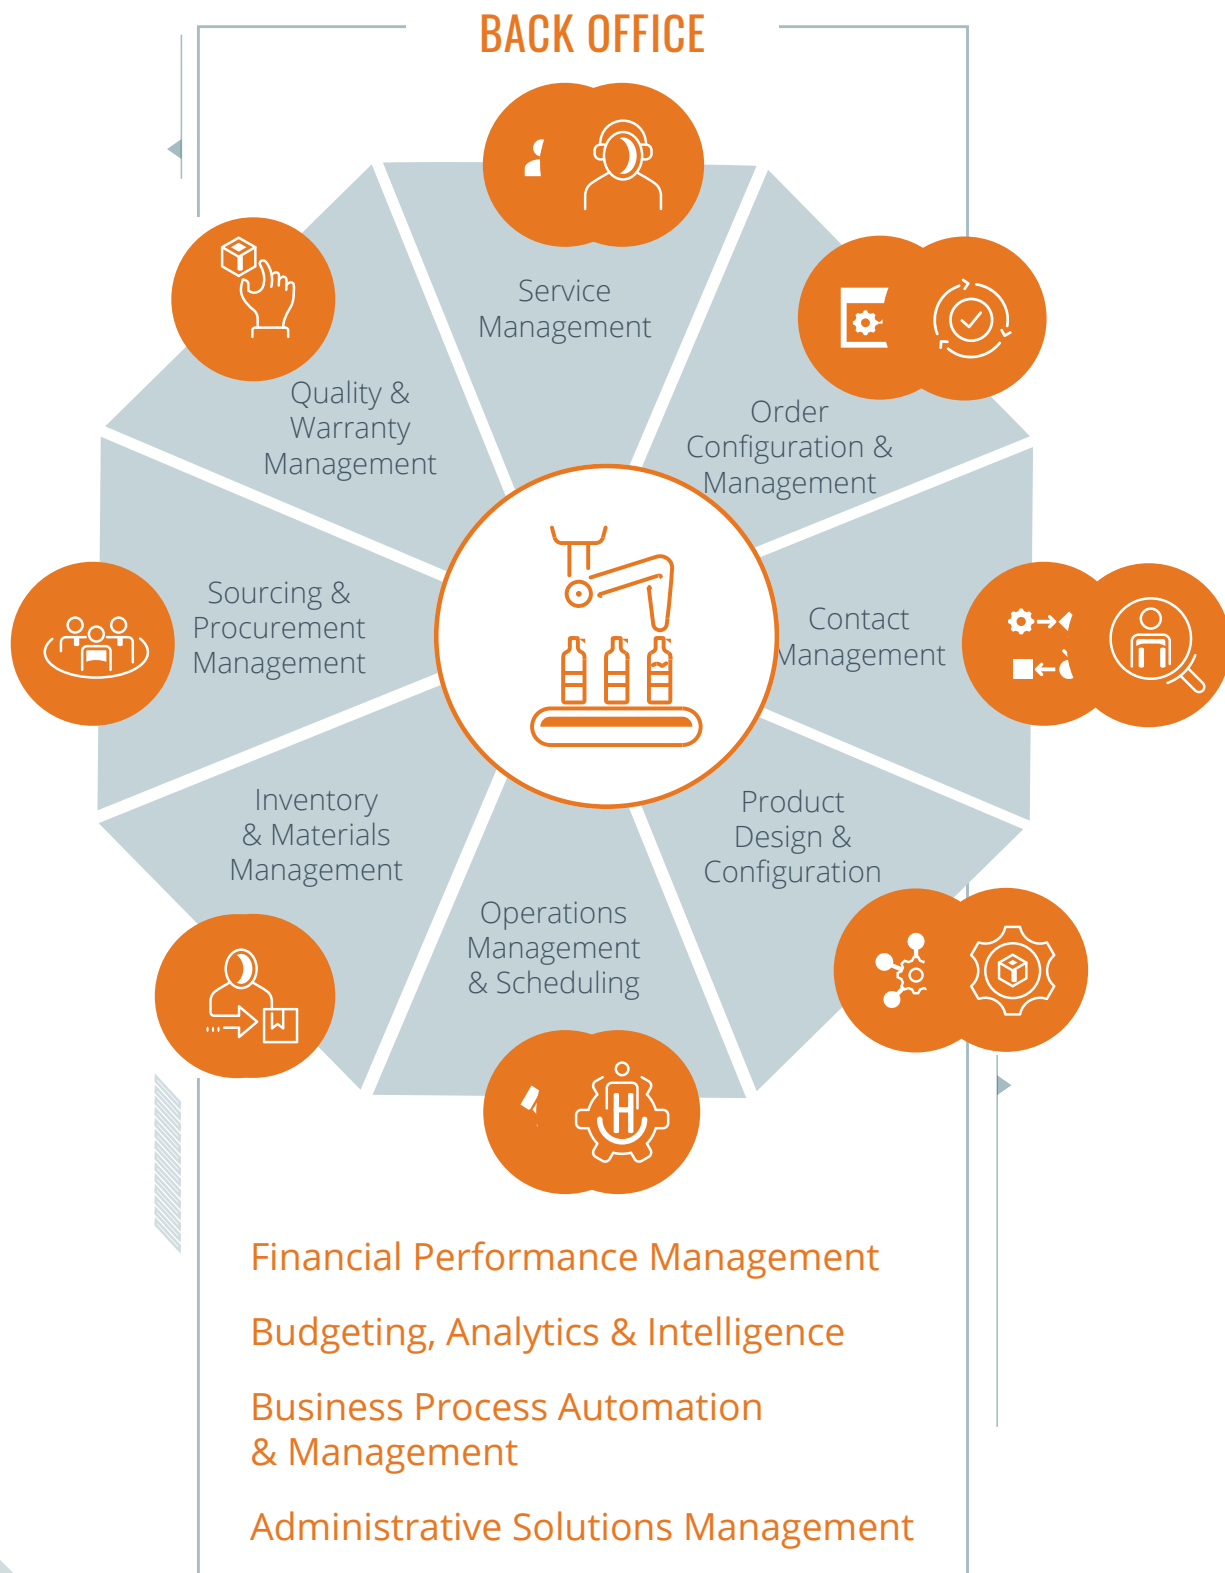 BACK OFFICE
Service
Management
Order
Configuration &
Management
Contact
Management
Product
Design &
Configuration
Operations
Management
& Scheduling
Inventory
& Materials
Management
Sourcing &
Procurement
Management
Quality &
Warranty
Management
H
Financial Performance Management
Budgeting, Analytics & Intelligence
Business Process Automation
& Management
Administrative Solutions Management